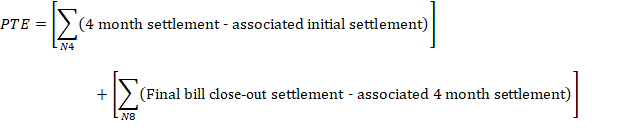 PTE = [∑(4 month settlement - associated initial settlement)]
N4
+ [∑(Final bill close-out settlement - associated 4 month settlement)]
N8